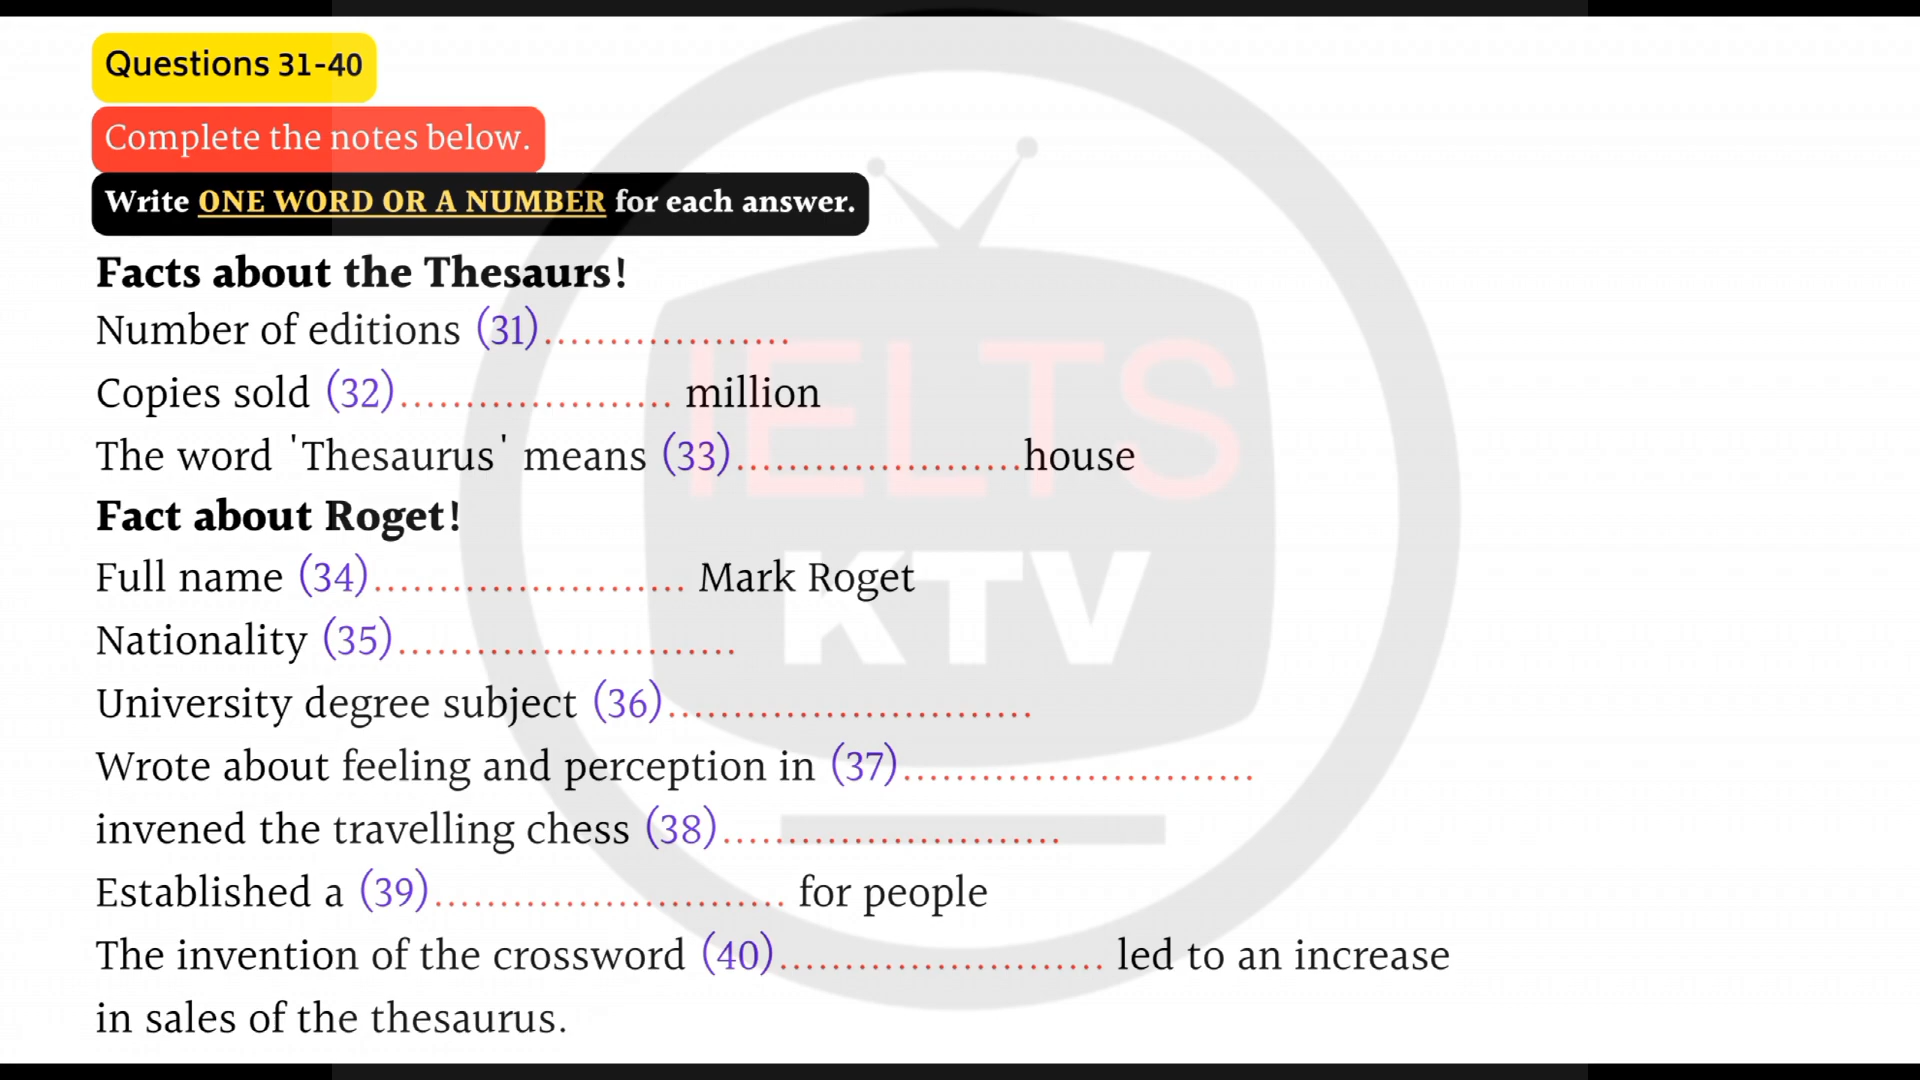 Questions 31-40
Complete the notes below.
Write ONE WORD OR A NUMBER for each answer.
Facts about the Thesaurs!
Number of editions (31)...................
Copies sold (32)..................... million
The word 'Thesaurus' means (33)......................house
Fact about Roget!
Full name (34)........................ Mark Roget
Nationality (35)..........................
University degree subject (36)............................
Wrote about feeling and perception in (37)...........................
invened the travelling chess (38)..........................
Established a (39)........................... for people
The invention of the crossword (40)......................... led to an increase
in sales of the thesaurus.
IELTS
KTV